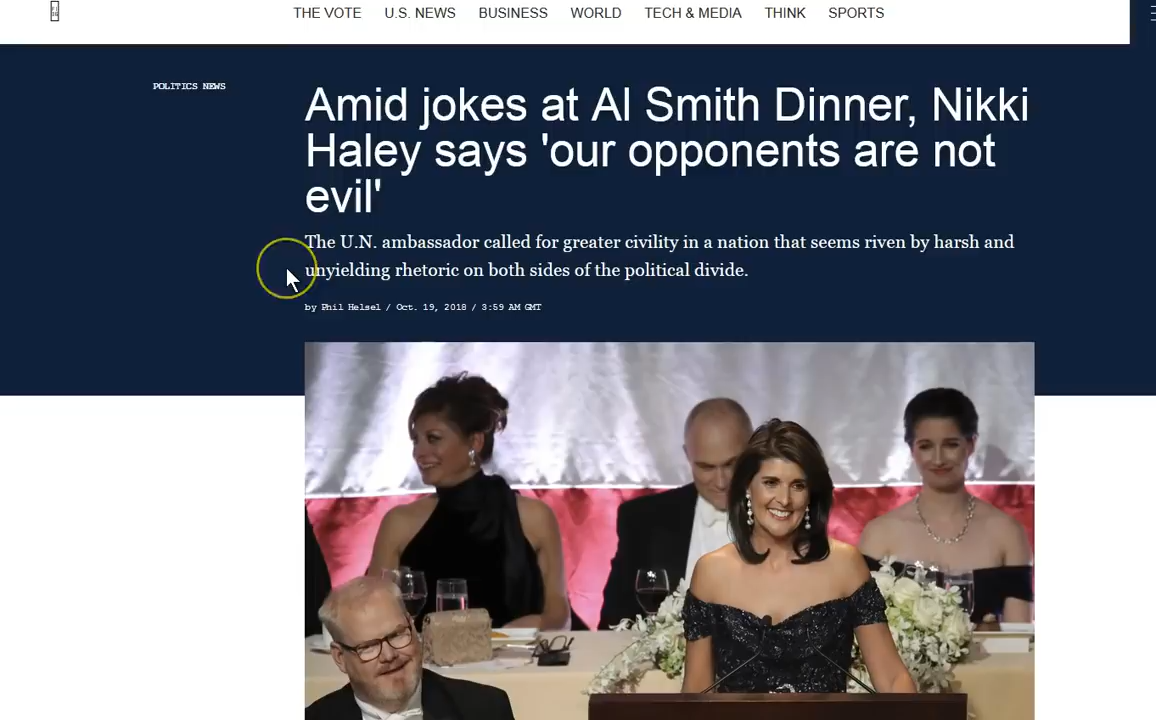 THE VOTE U.S. NEWS BUSINESS WORLD TECH & MEDIA THINK SPORTS
POLITICS NEWS
Amid jokes at Al Smith Dinner, Nikki
Haley says 'our opponents are not
evil'
The U.N. ambassador called for greater civility in a nation that seems riven by harsh and
unyielding rhetoric on both sides of the political divide.
by Phil Helsel / Oct. 19, 2018 / 3:59 AM GMT